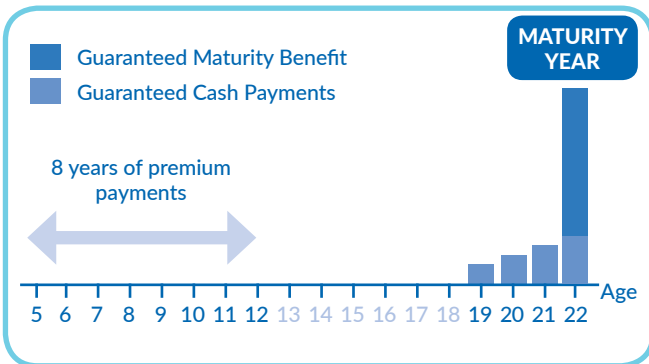 MATURITY
YEAR
Guaranteed Maturity Benefit
Guaranteed Cash Payments
8 years of premium
payments
Age
5 6 7 8 9 10 11 12 13 14 15 16 17 18 19 20 21 22